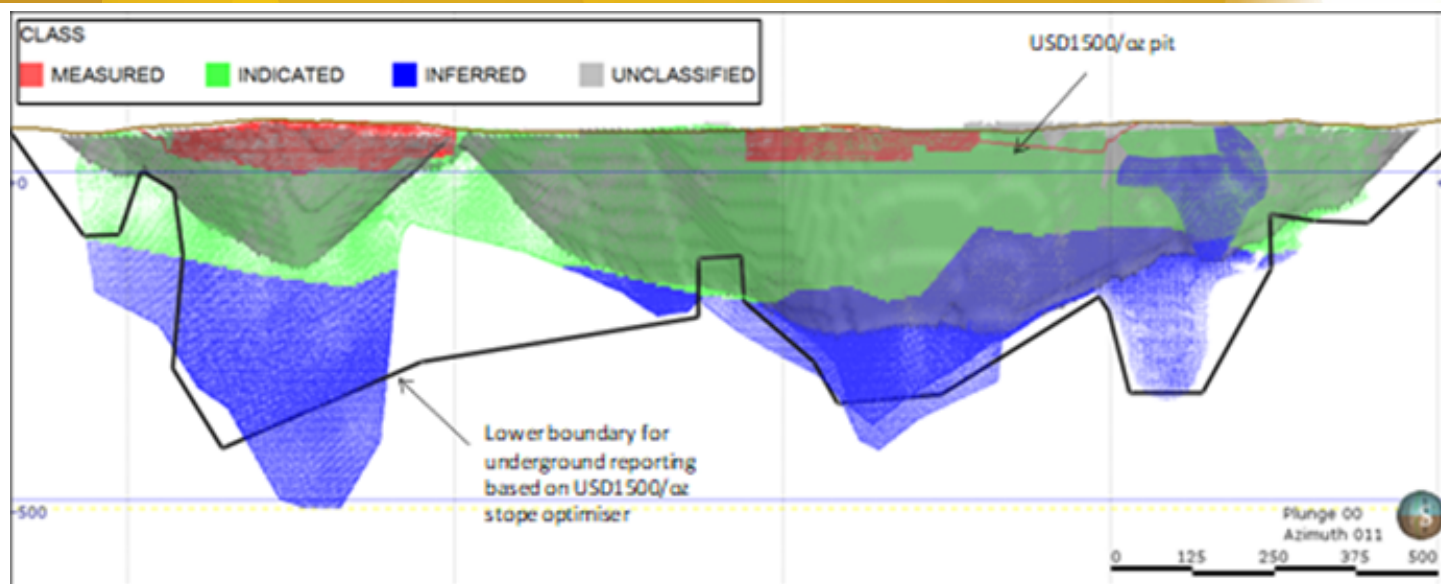 CLASS
MEASURED INDICATED INFERRED UNCLASSIFIED
USD1500/oz pit
0
Lower boundary for
underground reporting
based on USD1500/oz
stope optimiser
500
Plunge 00
Azimuth 011
S
0 125 250 375 500